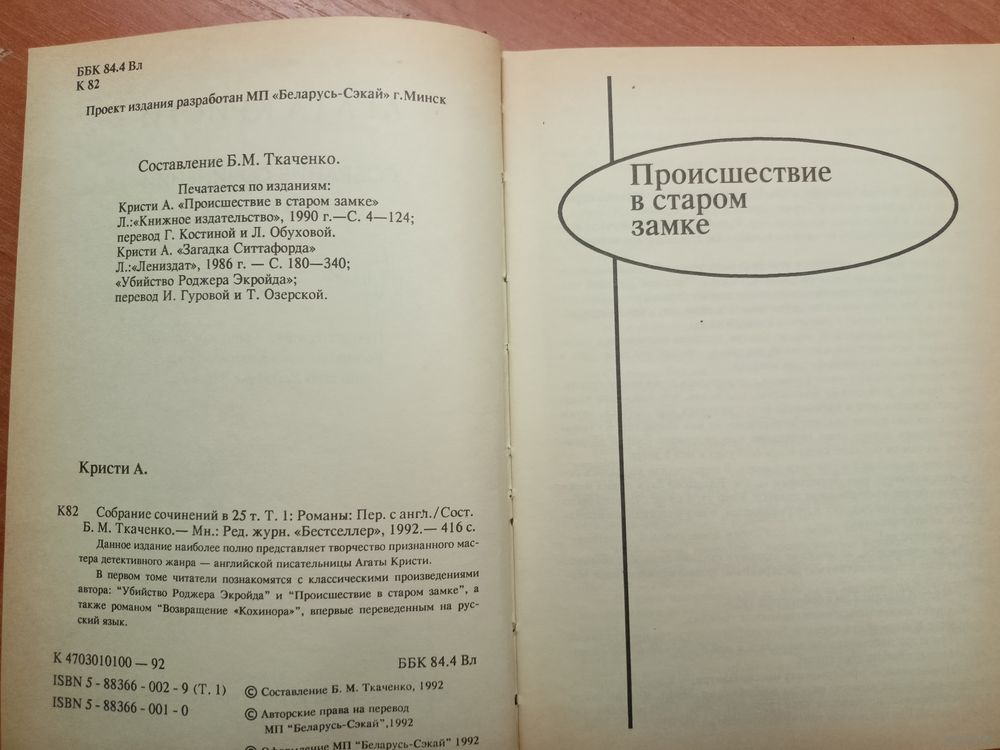 ББК 84.4 Вл
К 82
Проект издания разработан МП «Беларусь-Сэкай» г.Минск
Составление Б.М. Ткаченко.
Печатается по изданиям:
Кристи А. «Происшествие в старом замке»
Л.:«Книжное издательство», 1990 г.—С. 4—124;
перевод Г. Костиной и Л. Обуховой.
Кристи А. «Загадка Ситтафорда»
Л.:«Лениздат», 1986 г. — С. 180—340;
«Убийство Роджера Экройда»;
перевод И. Гуровой и Т. Озерской.
Кристи А.
К82 Собрание сочинений в 25 т. Т. 1: Романы: Пер. с англ./Сост.
Б. М. Ткаченко.— Мн.: Ред. журн. «Бестселлер», 1992.— 416 с.
Данное издание наиболее полно представляет творчество признанного мас-
тера детективного жанра — английской писательницы Агаты Кристи.
В первом томе читатели познакомятся с классическими произведениями
автора: "Убийство Роджера Экройда" и "Происшествие в старом замке", а
также романом "Возвращение «Кохинора»", впервые переведенным на рус-
ский язык.
К 4703010100 — 92
ББК 84.4 Вл
ISBN 5 - 88366 - 002 - 9 (Т. 1)
ISBN 5 - 88366 - 001 - 0
© Составление Б. М. Ткаченко, 1992
© Авторские права на перевод
МП "Беларусь-Сэкай",1992
© Оформление МП "Беларусь-Сэкай" 1992
Происшествие
в старом
замке